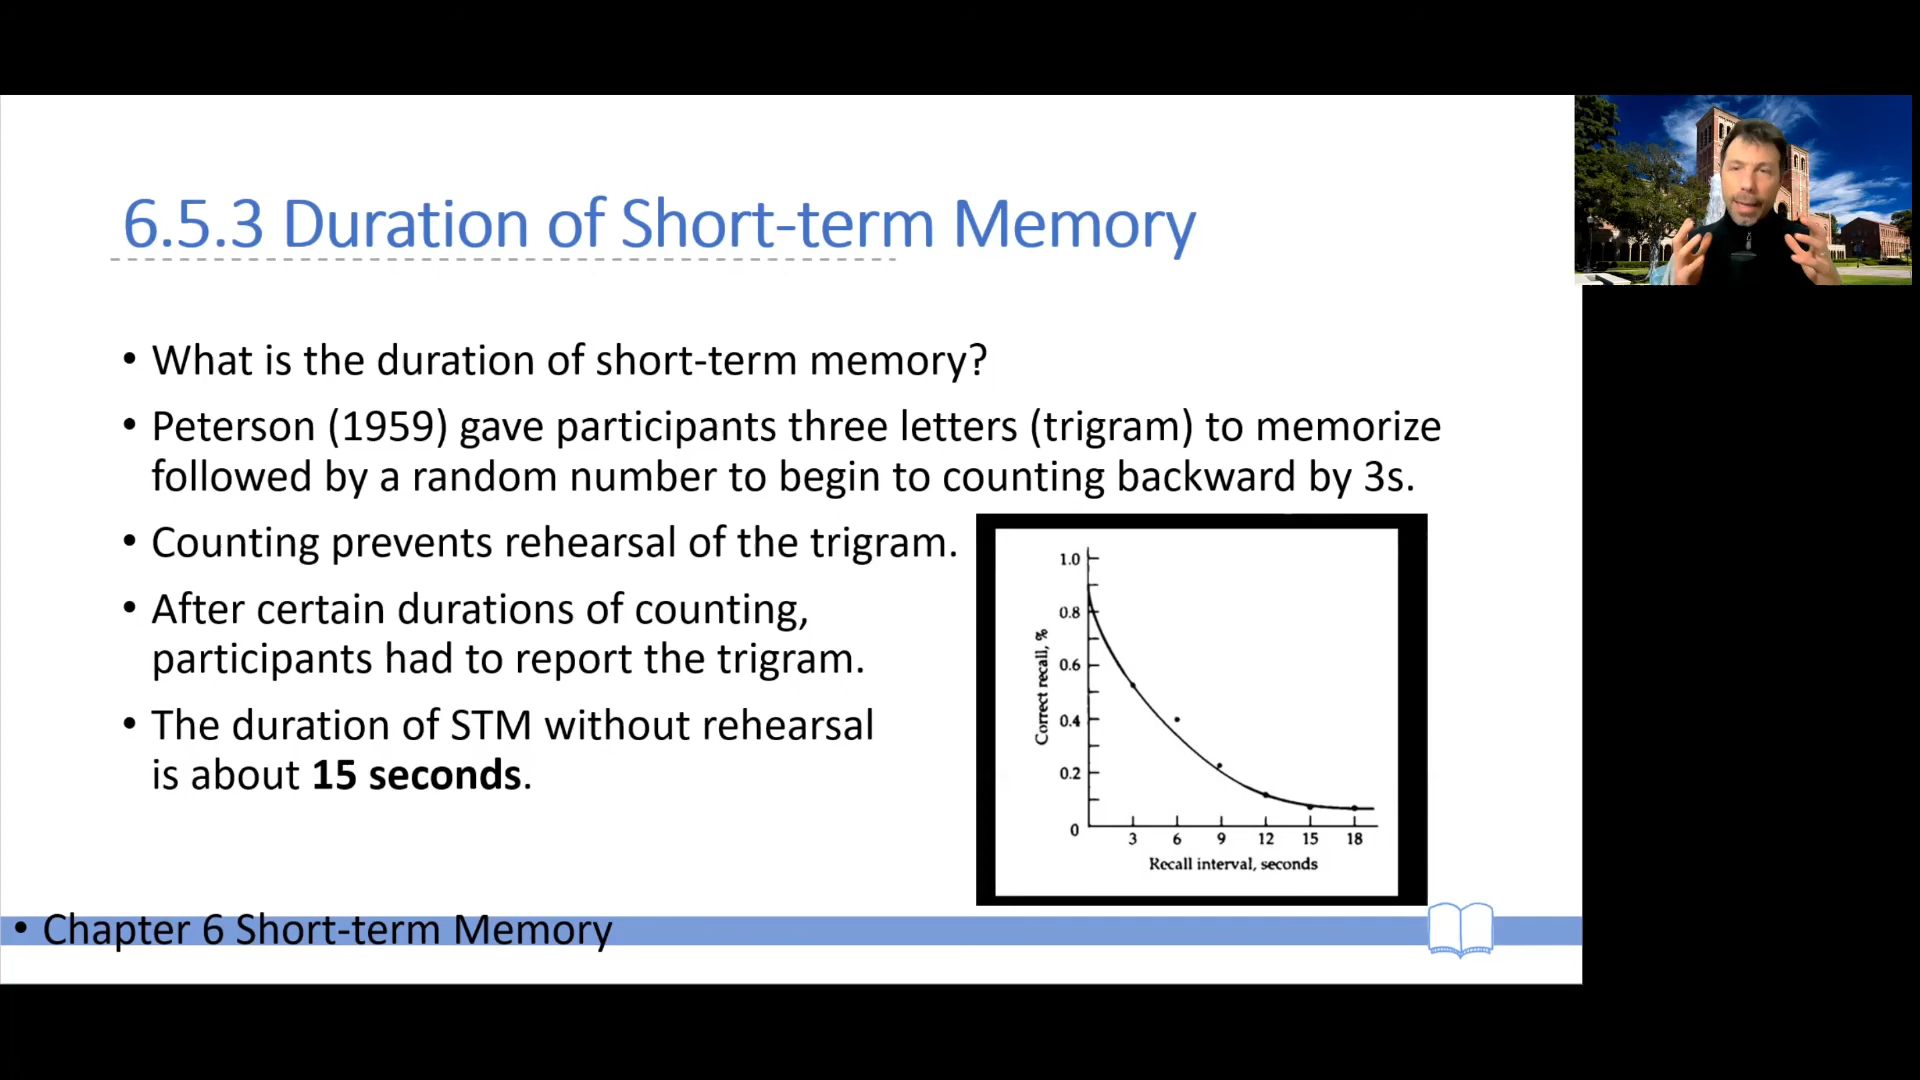 6.5.3 Duration of Short-term Memory
• What is the duration of short-term memory?
• Peterson (1959) gave participants three letters (trigram) to memorize
followed by a random number to begin to counting backward by 3s.
• Counting prevents rehearsal of the trigram.
• After certain durations of counting,
participants had to report the trigram.
• The duration of STM without rehearsal
is about 15 seconds.
1.0
0.8
0.6
0.4
0.2
0
Correct recall, %
3 6 9 12 15 18
Recall interval, seconds
• Chapter 6 Short-term Memory